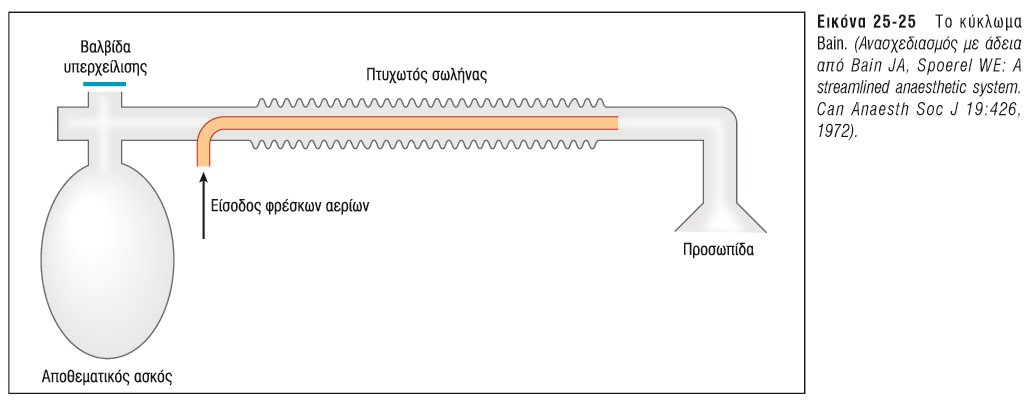 Βαλβίδα
υπερχείλισης
Πτυχωτός σωλήνας
Είσοδος φρέσκων αερίων
Προσωπίδα
Αποθεματικός ασκός
Εικόνα 25-25 Το κύκλωμα
Bain. (Ανασχεδιασμός με άδεια
από Bain JA, Spoerel WE: A
streamlined anaesthetic system.
Can Anaesth Soc J 19:426,
1972).